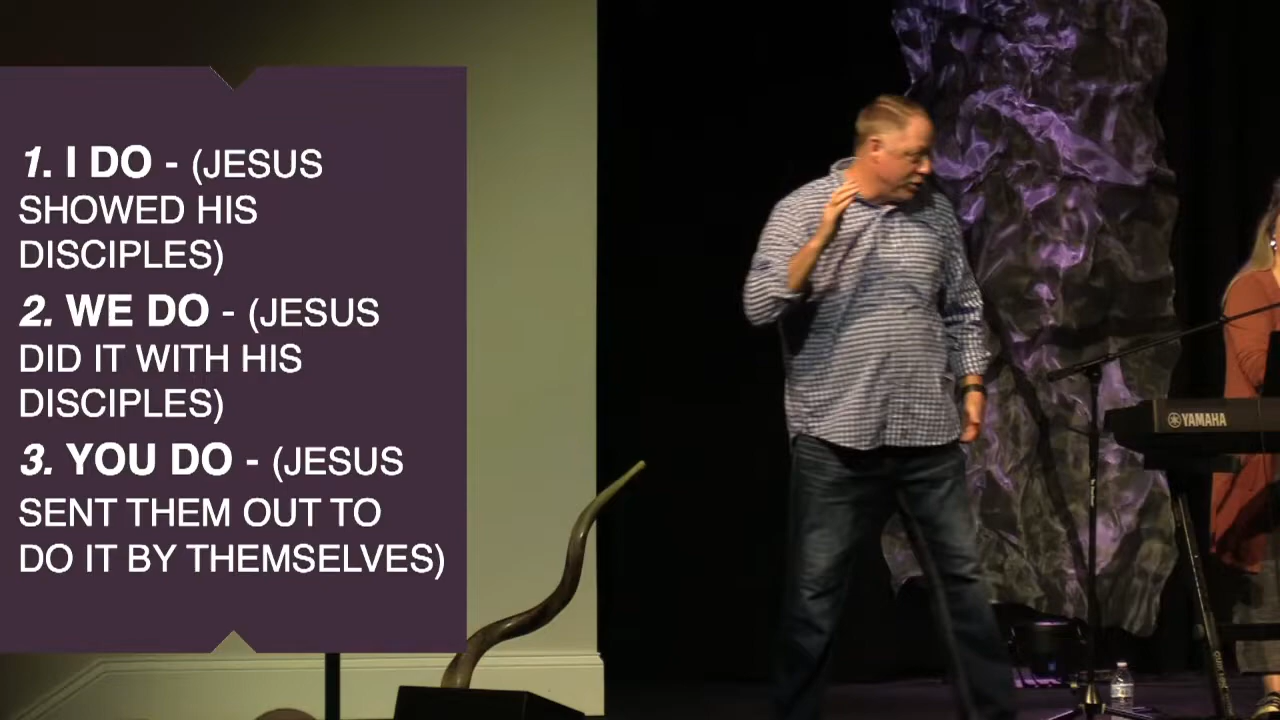 1. I DO - (JESUS
SHOWED HIS
DISCIPLES)
2. WE DO - (JESUS
DID IT WITH HIS
DISCIPLES)
3. YOU DO - (JESUS
SENT THEM OUT TO
DO IT BY THEMSELVES)
YAMAHA